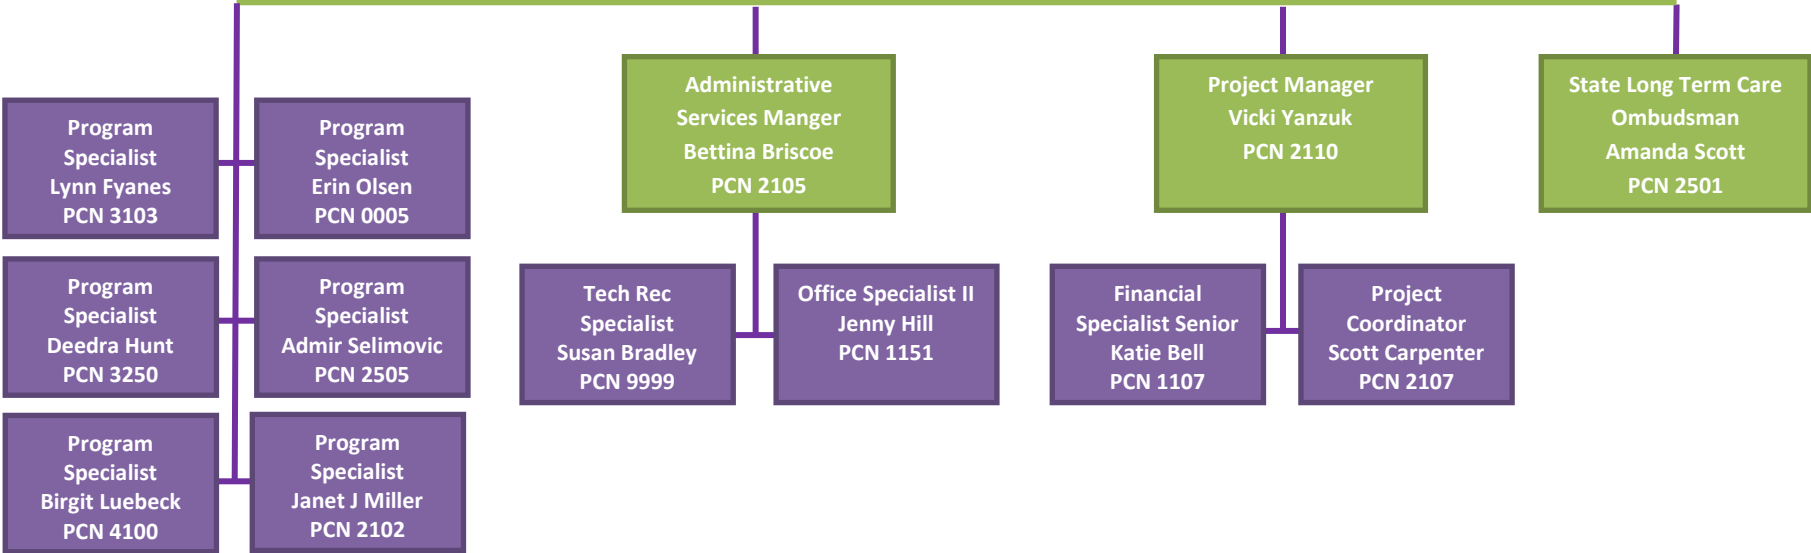 Program
Specialist
Lynn Fyanes
PCN 3103
Program
Specialist
Erin Olsen
PCN 0005
Program
Specialist
Deedra Hunt
PCN 3250
Program
Specialist
Admir Selimovic
PCN 2505
Program
Specialist
Birgit Luebeck
PCN 4100
Program
Specialist
Janet J Miller
PCN 2102
Administrative
Services Manger
Bettina Briscoe
PCN 2105
Tech Rec
Specialist
Susan Bradley
PCN 9999
Office Specialist II
Jenny Hill
PCN 1151
Project Manager
Vicki Yanzuk
PCN 2110
Financial
Specialist Senior
Katie Bell
PCN 1107
Project
Coordinator
Scott Carpenter
PCN 2107
State Long Term Care
Ombudsman
Amanda Scott
PCN 2501